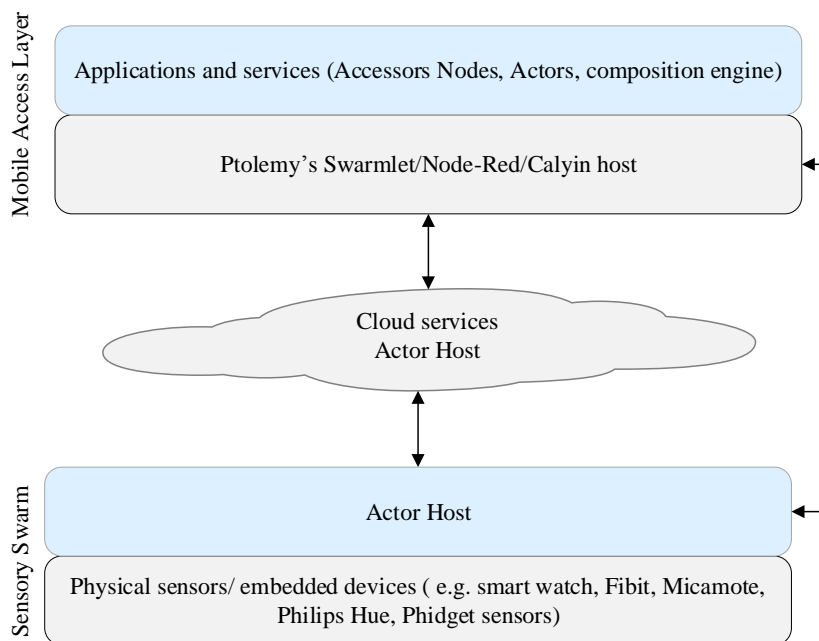 Mobile Access Layer
Applications and services (Accessors Nodes, Actors, composition engine)
Ptolemy's Swarmlet/Node-Red/Calyin host
Cloud services
Actor Host
Sensory Swarm
Actor Host
Physical sensors/ embedded devices ( e.g. smart watch, Fibit, Micamote,
Philips Hue, Phidget sensors)